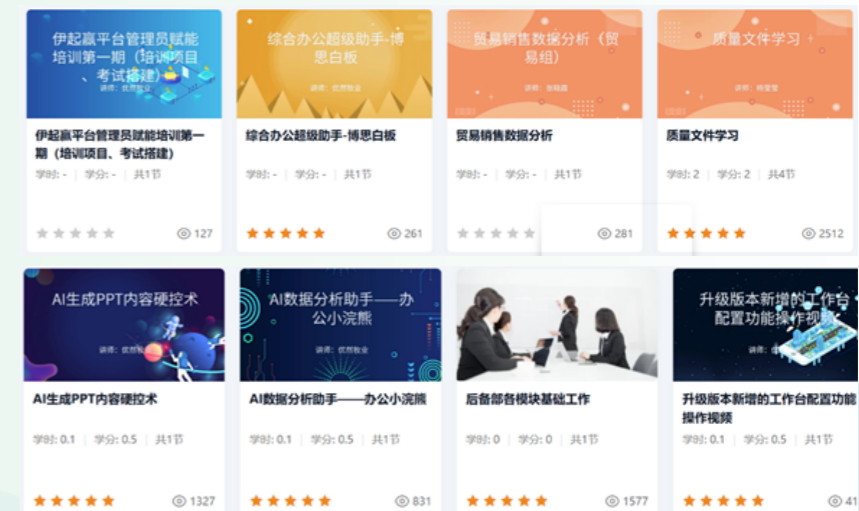 伊起赢平台管理员赋能
培训第一期（培训项目
、考试搭建）
讲师：优然牧业
伊起赢平台管理员赋能培训第一
期（培训项目、考试搭建）
学时: - | 学分: - | 共1节
127
综合办公超级助手-博
思白板
讲师：优然牧业
综合办公超级助手-博思白板
学时: - | 学分: - | 共1节
261
贸易销售数据分析（贸
易组）
讲师：
贸易销售数据分析
学时: - | 学分: - | 共1节
281
质量文件学习
讲师：
质量文件学习
学时: 2 | 学分: 2 | 共4节
2512
AI生成PPT内容硬控术
讲师：优然牧业
AI生成PPT内容硬控术
学时: 0.1 | 学分: 0.5 | 共1节
1327
AI数据分析助手——办
公小浣熊
讲师：优然牧业
AI数据分析助手——办公小浣熊
学时: 0.1 | 学分: 0.5 | 共1节
831
后备部各模块基础工作
学时: 0 | 学分: 0 | 共1节
1577
升级版本新增的工作台
配置功能操作视频
讲师：
升级版本新增的工作台配置功能
操作视频
学时: 0.1 | 学分: 0.5 | 共1节
41